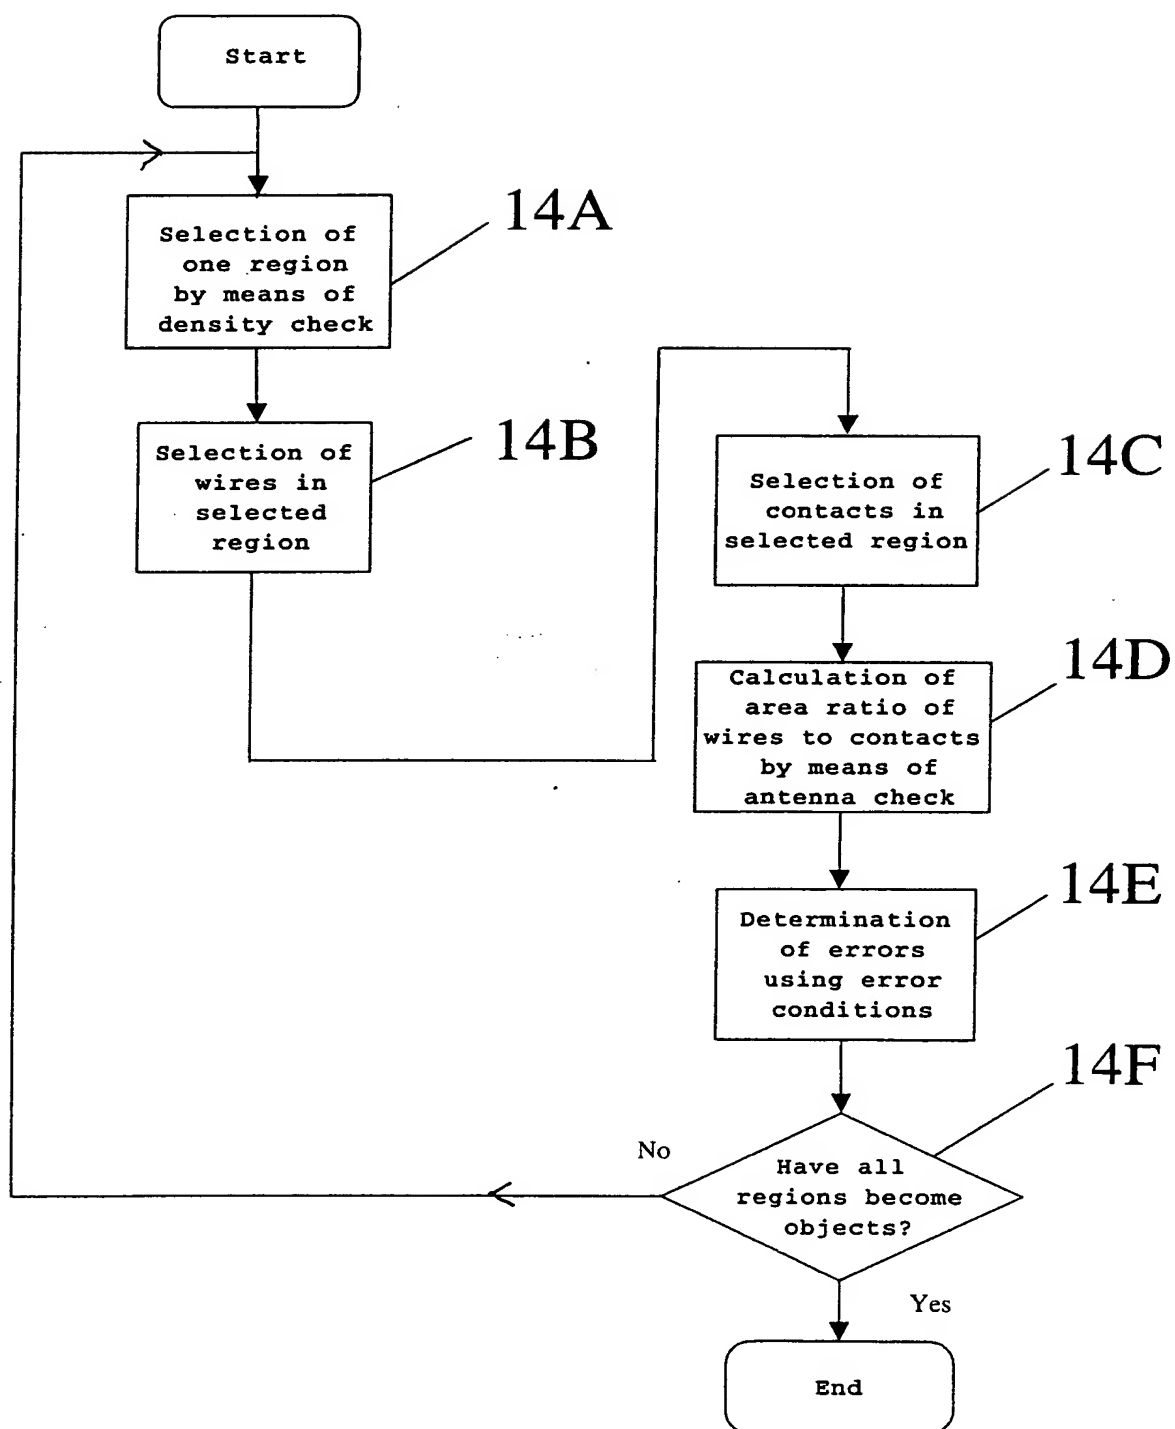 Start
Selection of
one region
by means of
density check
14A
Selection of
wires in
selected
region
14B
Selection of
contacts in
selected region
14C
Calculation of
area ratio of
wires to contacts
by means of
antenna check
14D
Determination
of errors
using error
conditions
14E
Have all
regions become
objects?
14F
No
Yes
End